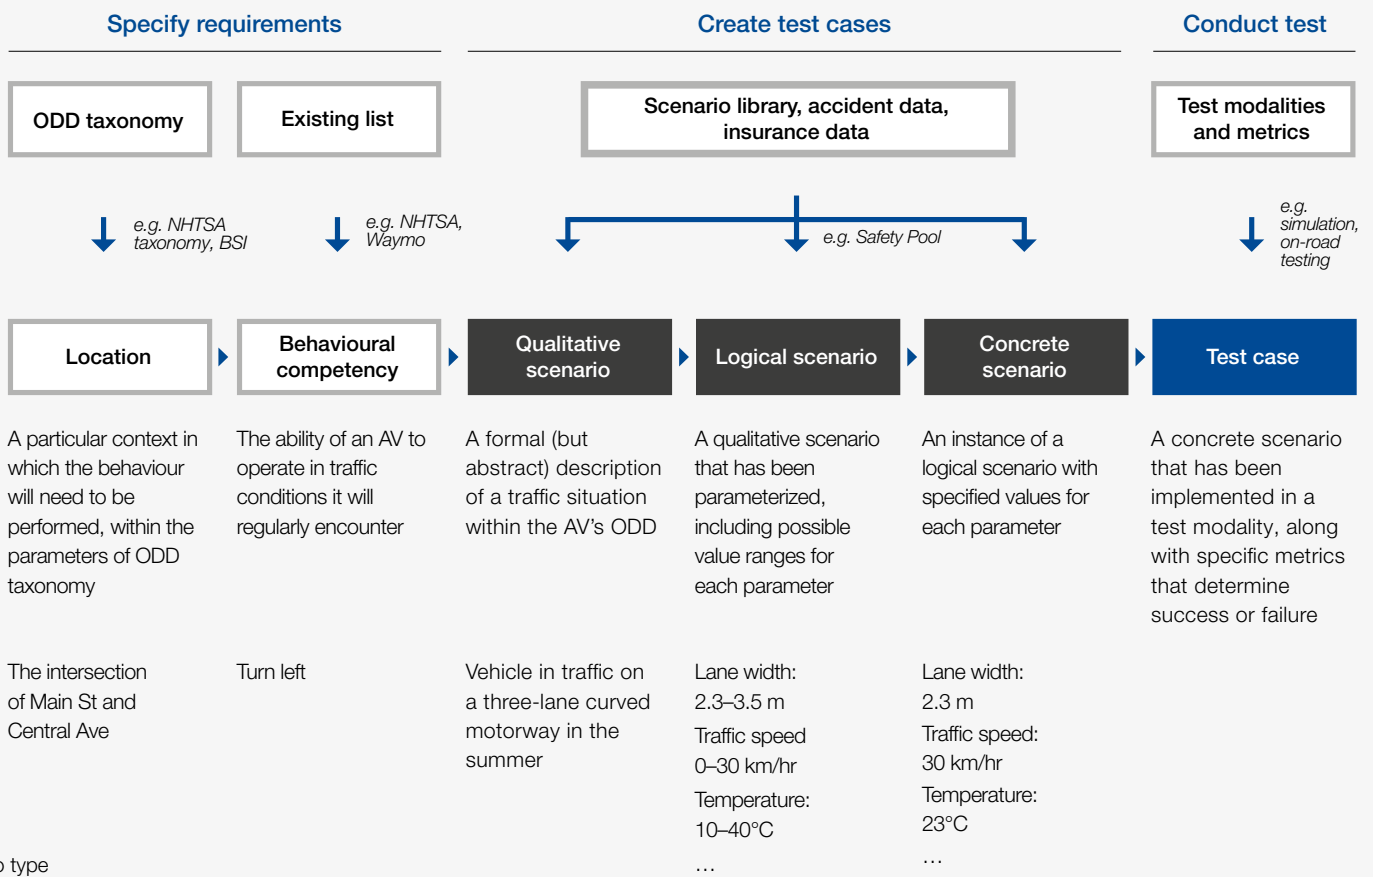 Specify requirements
Create test cases
Conduct test
ODD taxonomy
Existing list
Scenario library, accident data,
insurance data
Test modalities
and metrics
e.g. NHTSA
taxonomy, BSI
e.g. NHTSA,
Waymo
e.g. Safety Pool
e.g.
simulation,
on-road
testing
Location
Behavioural
competency
Qualitative
scenario
Logical scenario
Concrete
scenario
Test case
A particular context in
which the behaviour
will need to be
performed, within the
parameters of ODD
taxonomy
The ability of an AV to
operate in traffic
conditions it will
regularly encounter
A formal (but
abstract) description
of a traffic situation
within the AV’s ODD
A qualitative scenario
that has been
parameterized,
including possible
value ranges for
each parameter
An instance of a
logical scenario with
specified values for
each parameter
A concrete scenario
that has been
implemented in a
test modality, along
with specific metrics
that determine
success or failure
The intersection
of Main St and
Central Ave
Turn left
Vehicle in traffic on
a three-lane curved
motorway in the
summer
Lane width:
2.3–3.5 m
Traffic speed
0–30 km/hr
Temperature:
10–40°C
…
Lane width:
2.3 m
Traffic speed:
30 km/hr
Temperature:
23°C
…
type